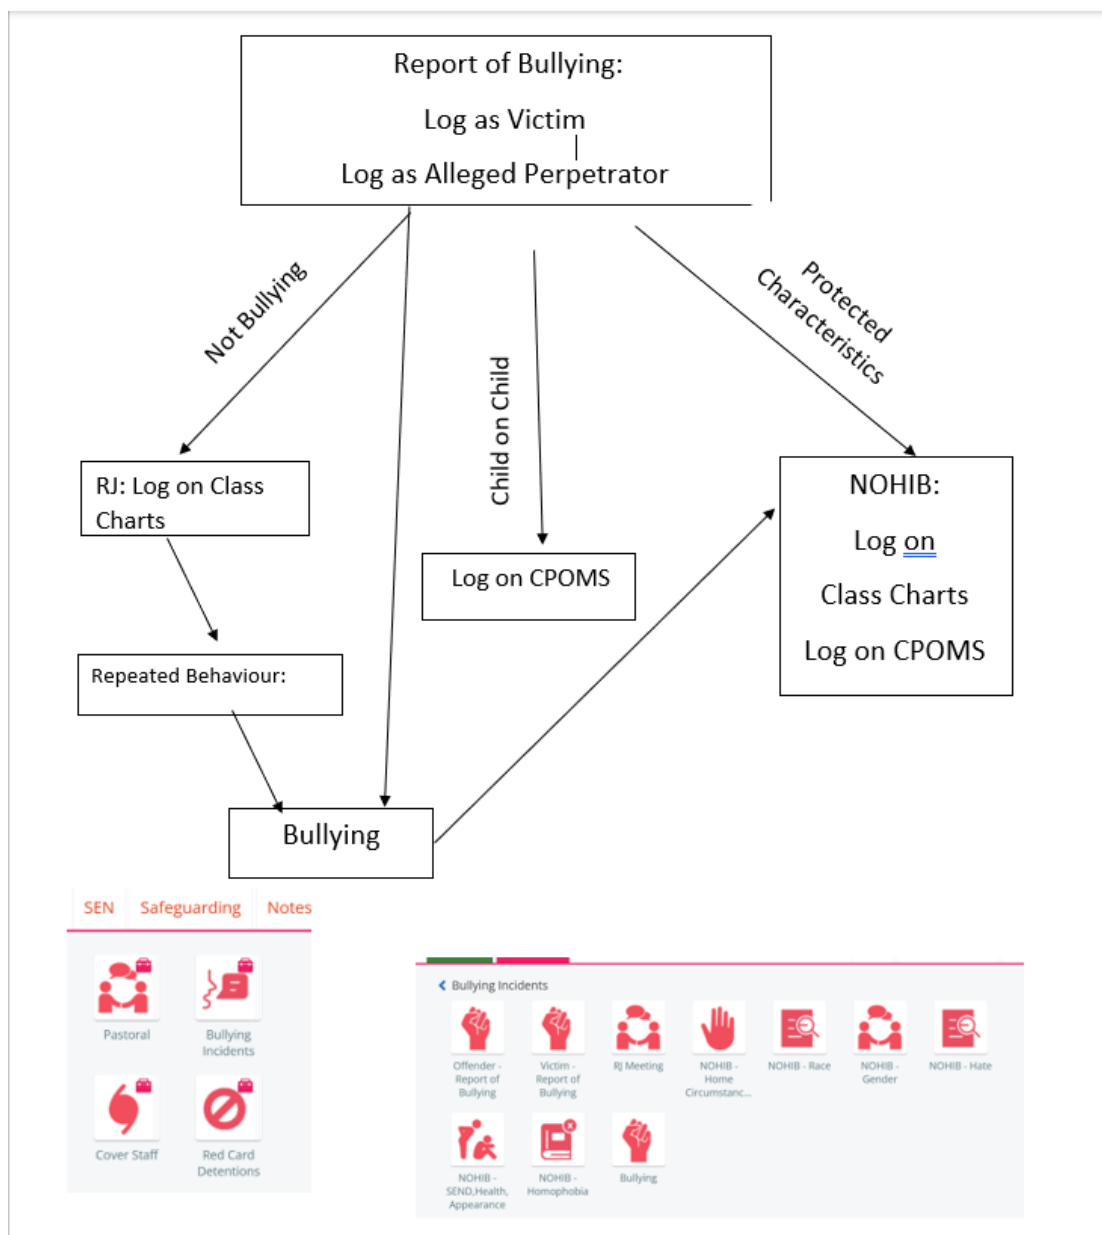 Report of Bullying:
Log as Victim
Log as Alleged Perpetrator
Not Bullying
Child on Child
Protected
Characteristics
RJ: Log on Class
Charts
Log on CPOMS
NOHIB:
Log on
Class Charts
Log on CPOMS
Repeated Behaviour:
Bullying
SEN Safeguarding Notes
Pastoral
Bullying
Incidents
Cover Staff
Red Card
Detentions
Bullying Incidents
Offender -
Report of
Bullying
Victim -
Report of
Bullying
RJ Meeting
NOHIB -
Home
Circumstanc...
NOHIB - Race
NOHIB -
Gender
NOHIB - Hate
NOHIB -
SEND,Health,
Appearance
NOHIB -
Homophobia
Bullying